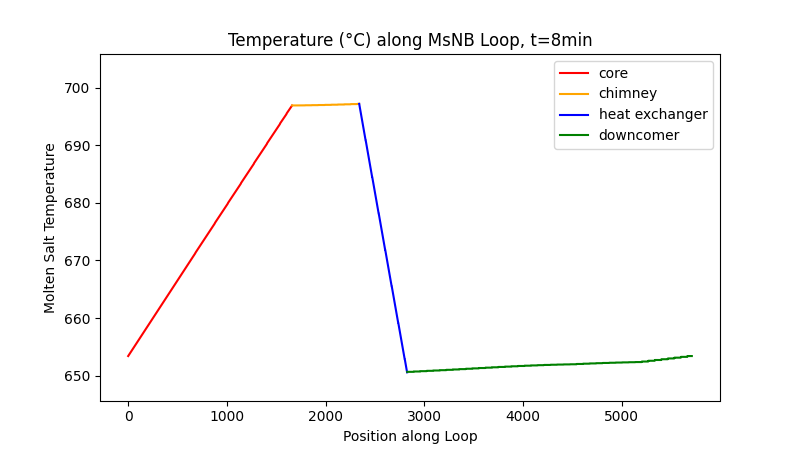 Temperature (°C) along MsNB Loop, t=8min
core
chimney
heat exchanger
downcomer
700
690
680
670
660
650
Molten Salt Temperature
0 1000 2000 3000 4000 5000
Position along Loop